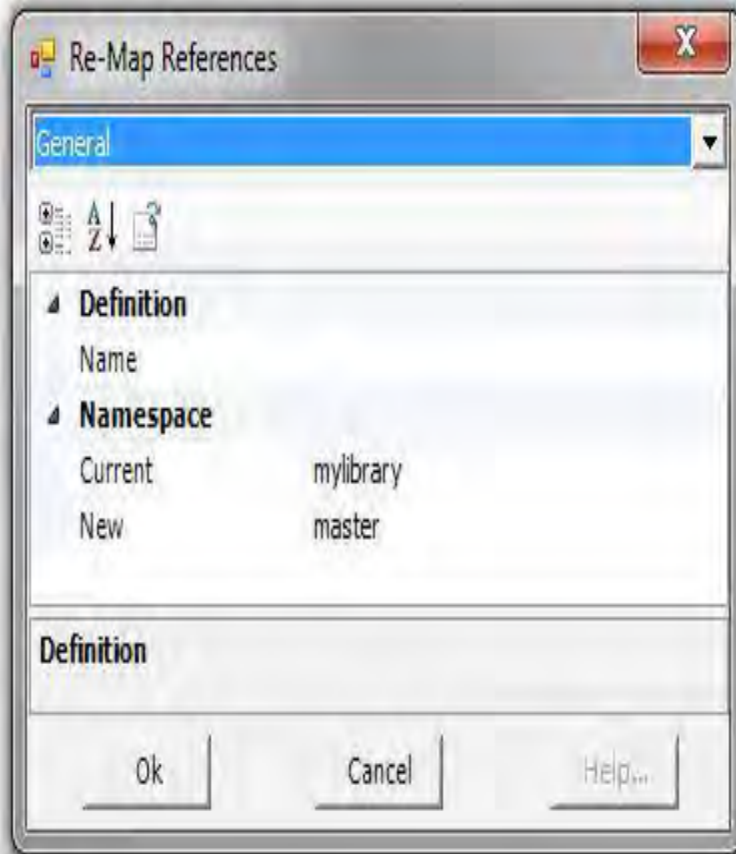 Re-Map References
X
General
A
Z
Definition
Name
Namespace
Current mylibrary
New master
Definition
Ok Cancel Help...